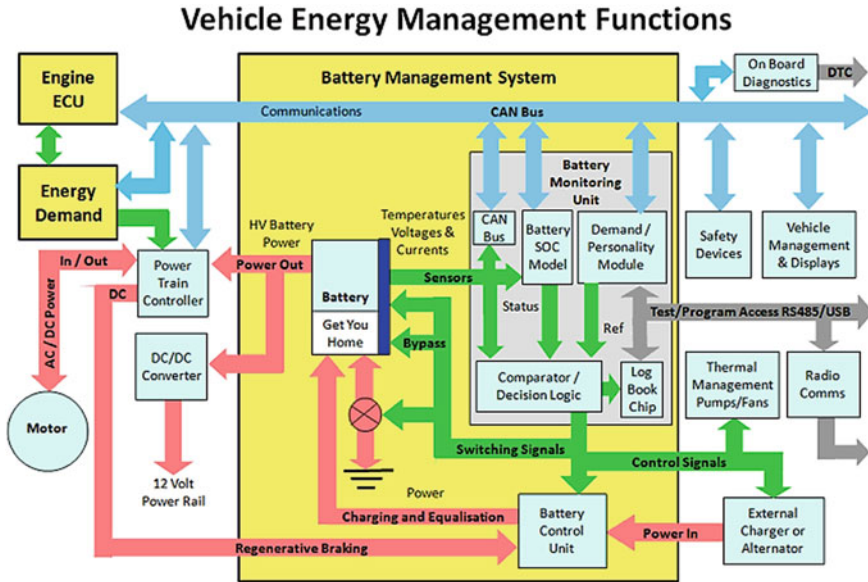 Vehicle Energy Management Functions
Engine
ECU
Battery Management System
On Board
Diagnostics
DTC
Communications
CAN Bus
Energy
Demand
Battery
Monitoring
Unit
HV Battery
Power
Temperatures
Voltages &
Currents
CAN
Bus
Battery
SOC
Model
Demand /
Personality
Module
Safety
Devices
Vehicle
Management
& Displays
In / Out
Power
Train
Controller
Power Out
Sensors
DC
AC / DC Power
Battery
Get You
Home
Status
Ref
Test/Program Access RS485/USB
Bypass
DC/DC
Converter
Comparator /
Decision Logic
Log
Book
Chip
Thermal
Management
Pumps/Fans
Radio
Comms
Motor
Switching Signals
Control Signals
12 Volt
Power Rail
Power
Charging and Equalisation
Battery
Control
Unit
Power In
External
Charger or
Alternator
Regenerative Braking